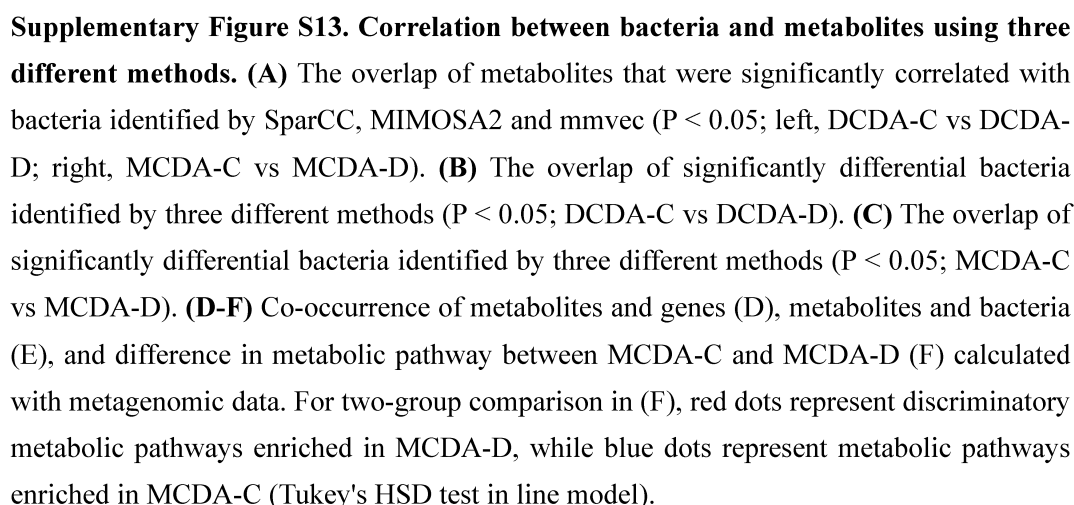 Supplementary Figure S13. Correlation between bacteria and metabolites using three
different methods. (A) The overlap of metabolites that were significantly correlated with
bacteria identified by SparCC, MIMOSA2 and mmvec (P < 0.05; left, DCDA-C vs DCDA-
D; right, MCDA-C vs MCDA-D). (B) The overlap of significantly differential bacteria
identified by three different methods (P < 0.05; DCDA-C vs DCDA-D). (C) The overlap of
significantly differential bacteria identified by three different methods (P < 0.05; MCDA-C
vs MCDA-D). (D-F) Co-occurrence of metabolites and genes (D), metabolites and bacteria
(E), and difference in metabolic pathway between MCDA-C and MCDA-D (F) calculated
with metagenomic data. For two-group comparison in (F), red dots represent discriminatory
metabolic pathways enriched in MCDA-D, while blue dots represent metabolic pathways
enriched in MCDA-C (Tukey's HSD test in line model).